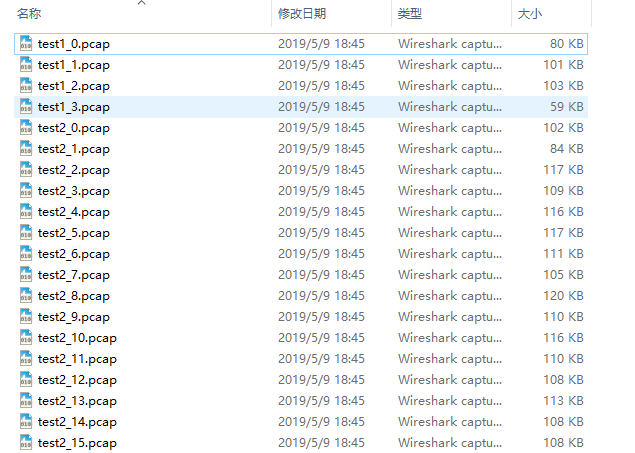 名称 修改日期 类型 大小
test1_0.pcap 2019/5/9 18:45 Wireshark captu... 80 KB
test1_1.pcap 2019/5/9 18:45 Wireshark captu... 101 KB
test1_2.pcap 2019/5/9 18:45 Wireshark captu... 103 KB
test1_3.pcap 2019/5/9 18:45 Wireshark captu... 59 KB
test2_0.pcap 2019/5/9 18:45 Wireshark captu... 102 KB
test2_1.pcap 2019/5/9 18:45 Wireshark captu... 84 KB
test2_2.pcap 2019/5/9 18:45 Wireshark captu... 117 KB
test2_3.pcap 2019/5/9 18:45 Wireshark captu... 109 KB
test2_4.pcap 2019/5/9 18:45 Wireshark captu... 116 KB
test2_5.pcap 2019/5/9 18:45 Wireshark captu... 117 KB
test2_6.pcap 2019/5/9 18:45 Wireshark captu... 111 KB
test2_7.pcap 2019/5/9 18:45 Wireshark captu... 105 KB
test2_8.pcap 2019/5/9 18:45 Wireshark captu... 120 KB
test2_9.pcap 2019/5/9 18:45 Wireshark captu... 110 KB
test2_10.pcap 2019/5/9 18:45 Wireshark captu... 116 KB
test2_11.pcap 2019/5/9 18:45 Wireshark captu... 110 KB
test2_12.pcap 2019/5/9 18:45 Wireshark captu... 108 KB
test2_13.pcap 2019/5/9 18:45 Wireshark captu... 113 KB
test2_14.pcap 2019/5/9 18:45 Wireshark captu... 108 KB
test2_15.pcap 2019/5/9 18:45 Wireshark captu... 108 KB